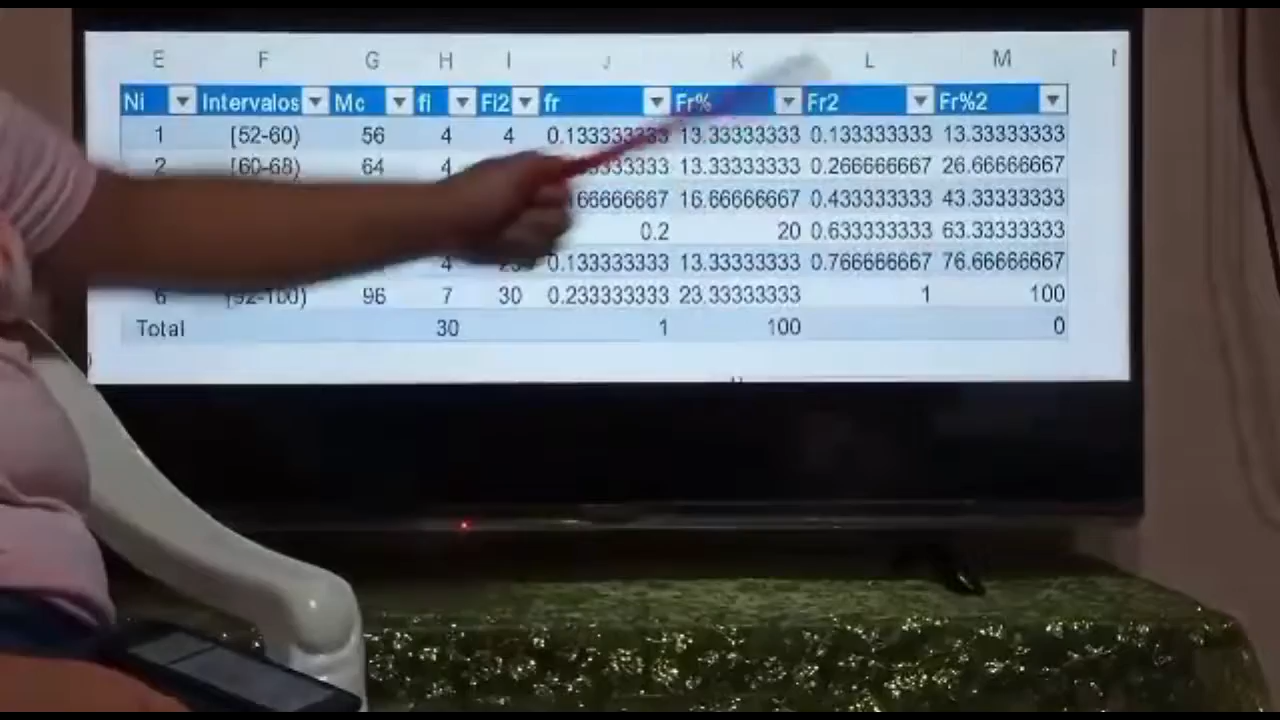 E F G H I J K L M
Ni Intervalos Mc fi Fi2 fr Fr% Fr2 Fr%2
1 [52-60) 56 4 4 0.133333333 13.33333333 0.133333333 13.33333333
2 [60-68) 64 4 13.33333333 0.266666667 26.66666667
16.66666667 0.433333333 43.33333333
0.2 20 0.633333333 63.33333333
4 0.133333333 13.33333333 0.766666667 76.66666667
6 [92-100) 96 7 30 0.233333333 23.33333333 1 100
Total 30 1 100 0